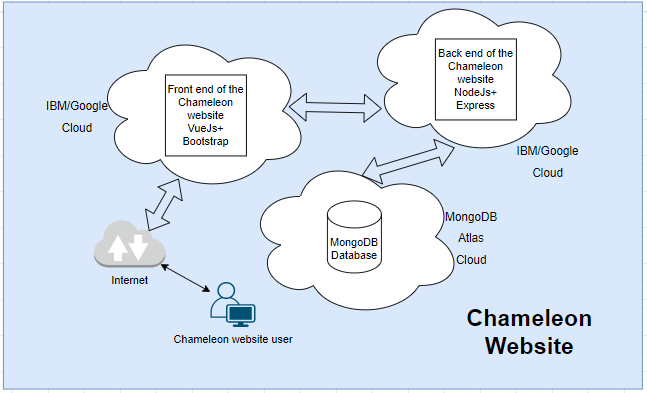 Back end of the
Chameleon
website
NodeJs+
Express
Front end of the
Chameleon
website
VueJs+
Bootstrap
IBM/Google
Cloud
IBM/Google
Cloud
MongoDB
Atlas
Cloud
MongoDB
Database
Internet
Chameleon website user
Chameleon
Website